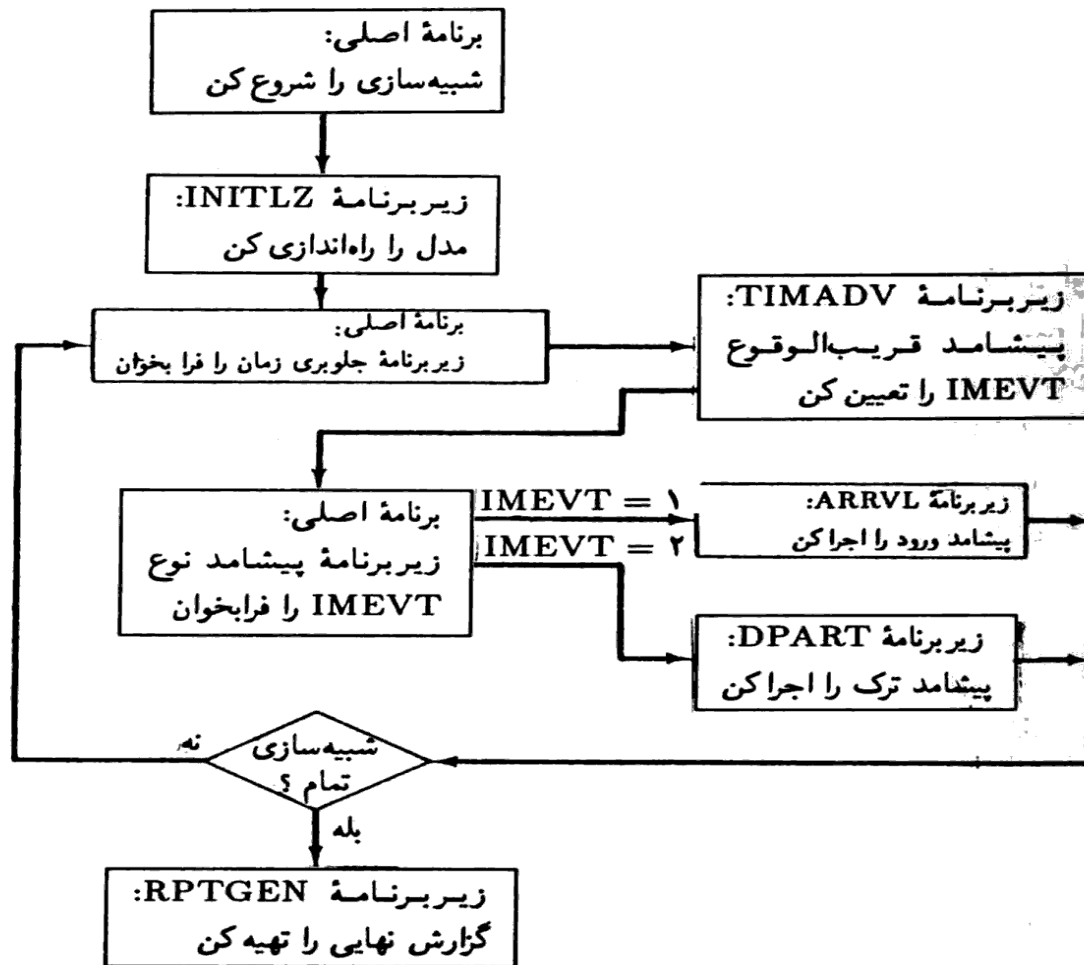 برنامهٔ اصلی:
شبیه‌سازی را شروع کن
زیربرنامهٔ INITLZ:
مدل را راه‌اندازی کن
برنامهٔ اصلی:
زیربرنامهٔ جلوبری زمان را فرا بخوان
زیربرنامهٔ TIMADV:
پیشامد قریب‌الوقوع
IMEVT را تعیین کن
برنامهٔ اصلی:
زیربرنامهٔ پیشامد نوع
IMEVT را فرابخوان
IMEVT = ۱
IMEVT = ۲
زیربرنامهٔ ARRVL:
پیشامد ورود را اجرا کن
زیربرنامهٔ DPART:
پیشامد ترک را اجرا کن
شبیه‌سازی
تمام ؟
نه
بله
زیربرنامهٔ RPTGEN:
گزارش نهایی را تهیه کن